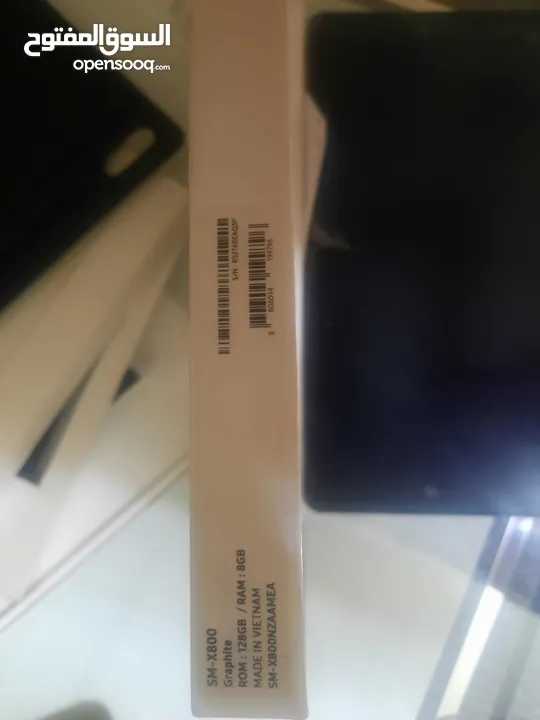 السوق المفتوح
opensooq.com
SM-X800
Graphite
ROM : 128GB / RAM : 8GB
MADE IN VIETNAM
SM-X800NZAAMEA
S/N